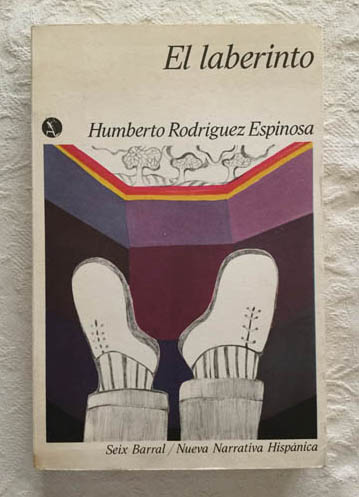 El laberinto
Humberto Rodríguez Espinosa
Seix Barral / Nueva Narrativa Hispánica